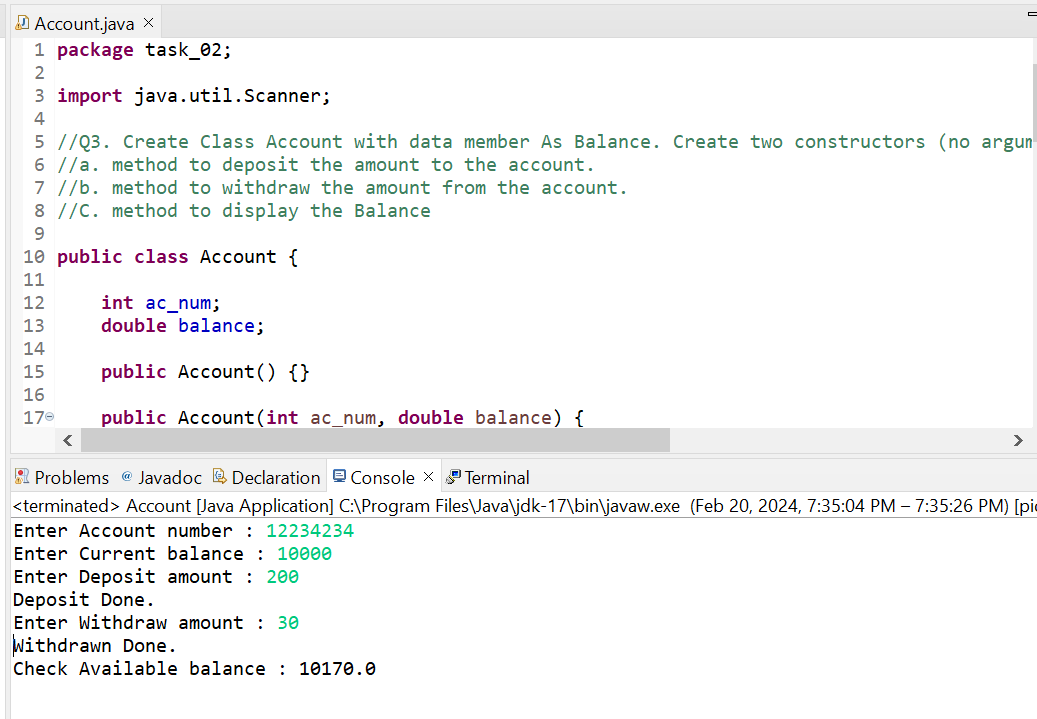 Account.java
1 package task_02;
2
3 import java.util.Scanner;
4
5 //Q3. Create Class Account with data member As Balance. Create two constructors (no argum
6 //a. method to deposit the amount to the account.
7 //b. method to withdraw the amount from the account.
8 //C. method to display the Balance
9
10 public class Account {
11
12 int ac_num;
13 double balance;
14
15 public Account() {}
16
17 public Account(int ac_num, double balance) {
Problems @ Javadoc Declaration Console Terminal
<terminated> Account [Java Application] C:\Program Files\Java\jdk-17\bin\javaw.exe (Feb 20, 2024, 7:35:04 PM – 7:35:26 PM) [pic
Enter Account number : 12234234
Enter Current balance : 10000
Enter Deposit amount : 200
Deposit Done.
Enter Withdraw amount : 30
Withdrawn Done.
Check Available balance : 10170.0